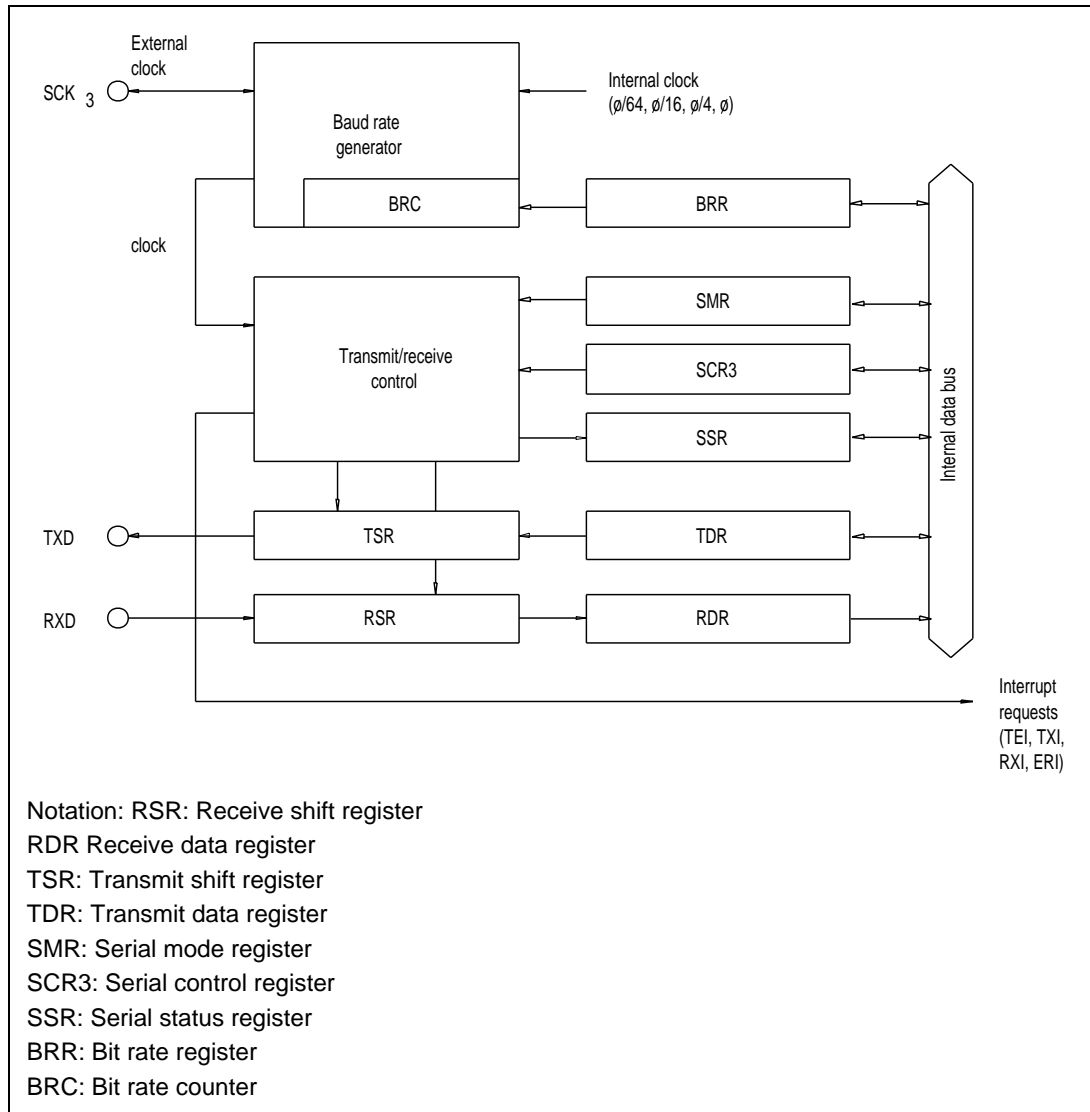 External
clock
SCK 3
Internal clock
(ø/64, ø/16, ø/4, ø)
Baud rate
generator
BRC
BRR
clock
SMR
Transmit/receive
control
SCR3
SSR
Internal data bus
TXD
TSR
TDR
RXD
RSR
RDR
Interrupt
requests
(TEI, TXI,
RXI, ERI)
Notation: RSR: Receive shift register
RDR Receive data register
TSR: Transmit shift register
TDR: Transmit data register
SMR: Serial mode register
SCR3: Serial control register
SSR: Serial status register
BRR: Bit rate register
BRC: Bit rate counter